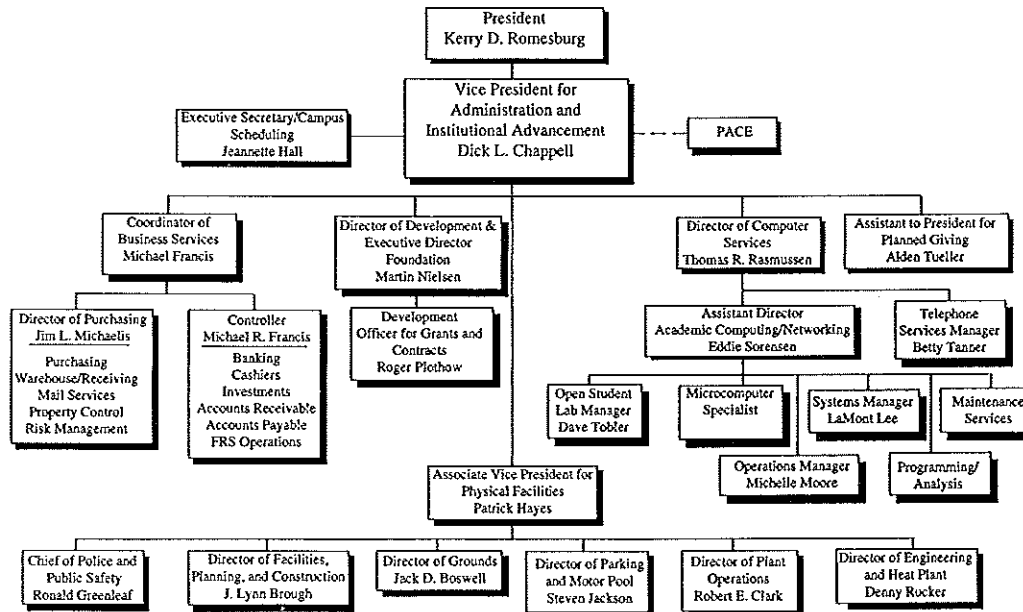 President
Kerry D. Romesburg
Vice President for
Administration and
Institutional Advancement
Dick L. Chappell
Executive Secretary/Campus
Scheduling
Jeannette Hall
PACE
Coordinator of
Business Services
Michael Francis
Director of Development &
Executive Director
Foundation
Martin Nielsen
Director of Computer
Services
Thomas R. Rasmussen
Assistant to President for
Planned Giving
Alden Tueller
Director of Purchasing
Jim L. Michaelis
Purchasing
Warehouse/Receiving
Mail Services
Property Control
Risk Management
Controller
Michael R. Francis
Banking
Cashiers
Investments
Accounts Receivable
Accounts Payable
FRS Operations
Development
Officer for Grants and
Contracts
Roger Plothow
Assistant Director
Academic Computing/Networking
Eddie Sorensen
Telephone
Services Manager
Betty Tanner
Open Student
Lab Manager
Dave Tobler
Microcomputer
Specialist
Systems Manager
LaMont Lee
Maintenance
Services
Operations Manager
Michelle Moore
Programming/
Analysis
Associate Vice President for
Physical Facilities
Patrick Hayes
Chief of Police and
Public Safety
Ronald Greenleaf
Director of Facilities,
Planning, and Construction
J. Lynn Brough
Director of Grounds
Jack D. Boswell
Director of Parking
and Motor Pool
Steven Jackson
Director of Plant
Operations
Robert E. Clark
Director of Engineering
and Heat Plant
Denny Rucker